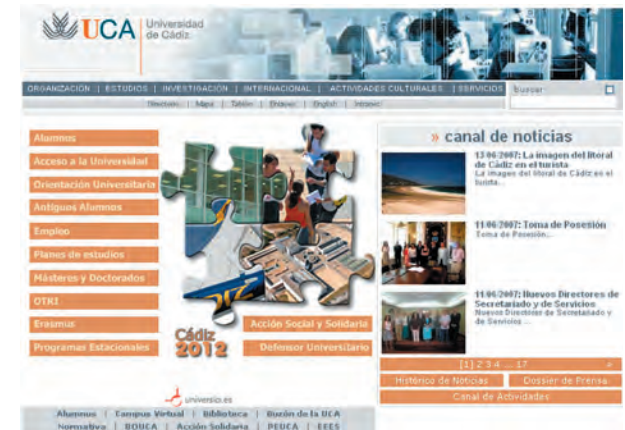 UCA Universidad
de Cádiz
ORGANIZACIÓN | ESTUDIOS | INVESTIGACIÓN | INTERNACIONAL | ACTIVIDADES CULTURALES | SERVICIOS
buscar
Directorio | Mapa | Tablón | Enlaces | English | Intranet
Alumnos
Acceso a la Universidad
Orientación Universitaria
Antiguos Alumnos
Empleo
Planes de estudios
Másteres y Doctorados
OTRI
Erasmus
Programas Estacionales
Cádiz
2012
Acción Social y Solidaria
Defensor Universitario
» canal de noticias
13-06-2007: La imagen del litoral
de Cádiz en el turista
La imagen del litoral de Cádiz en el
turista...
11-06-2007: Toma de Posesión
Toma de Posesión...
11-06-2007: Nuevos Directores de
Secretariado y de Servicios
Nuevos Directores de Secretariado y
de Servicios ...
[1] 2 3 4 ... 17 »
Histórico de Noticias
Dossier de Prensa
Canal de Actividades
universia.es
Alumnos | Campus Virtual | Biblioteca | Buzón de la UCA
Normativa | BOUCA | Acción Solidaria | PEUCA | EEES